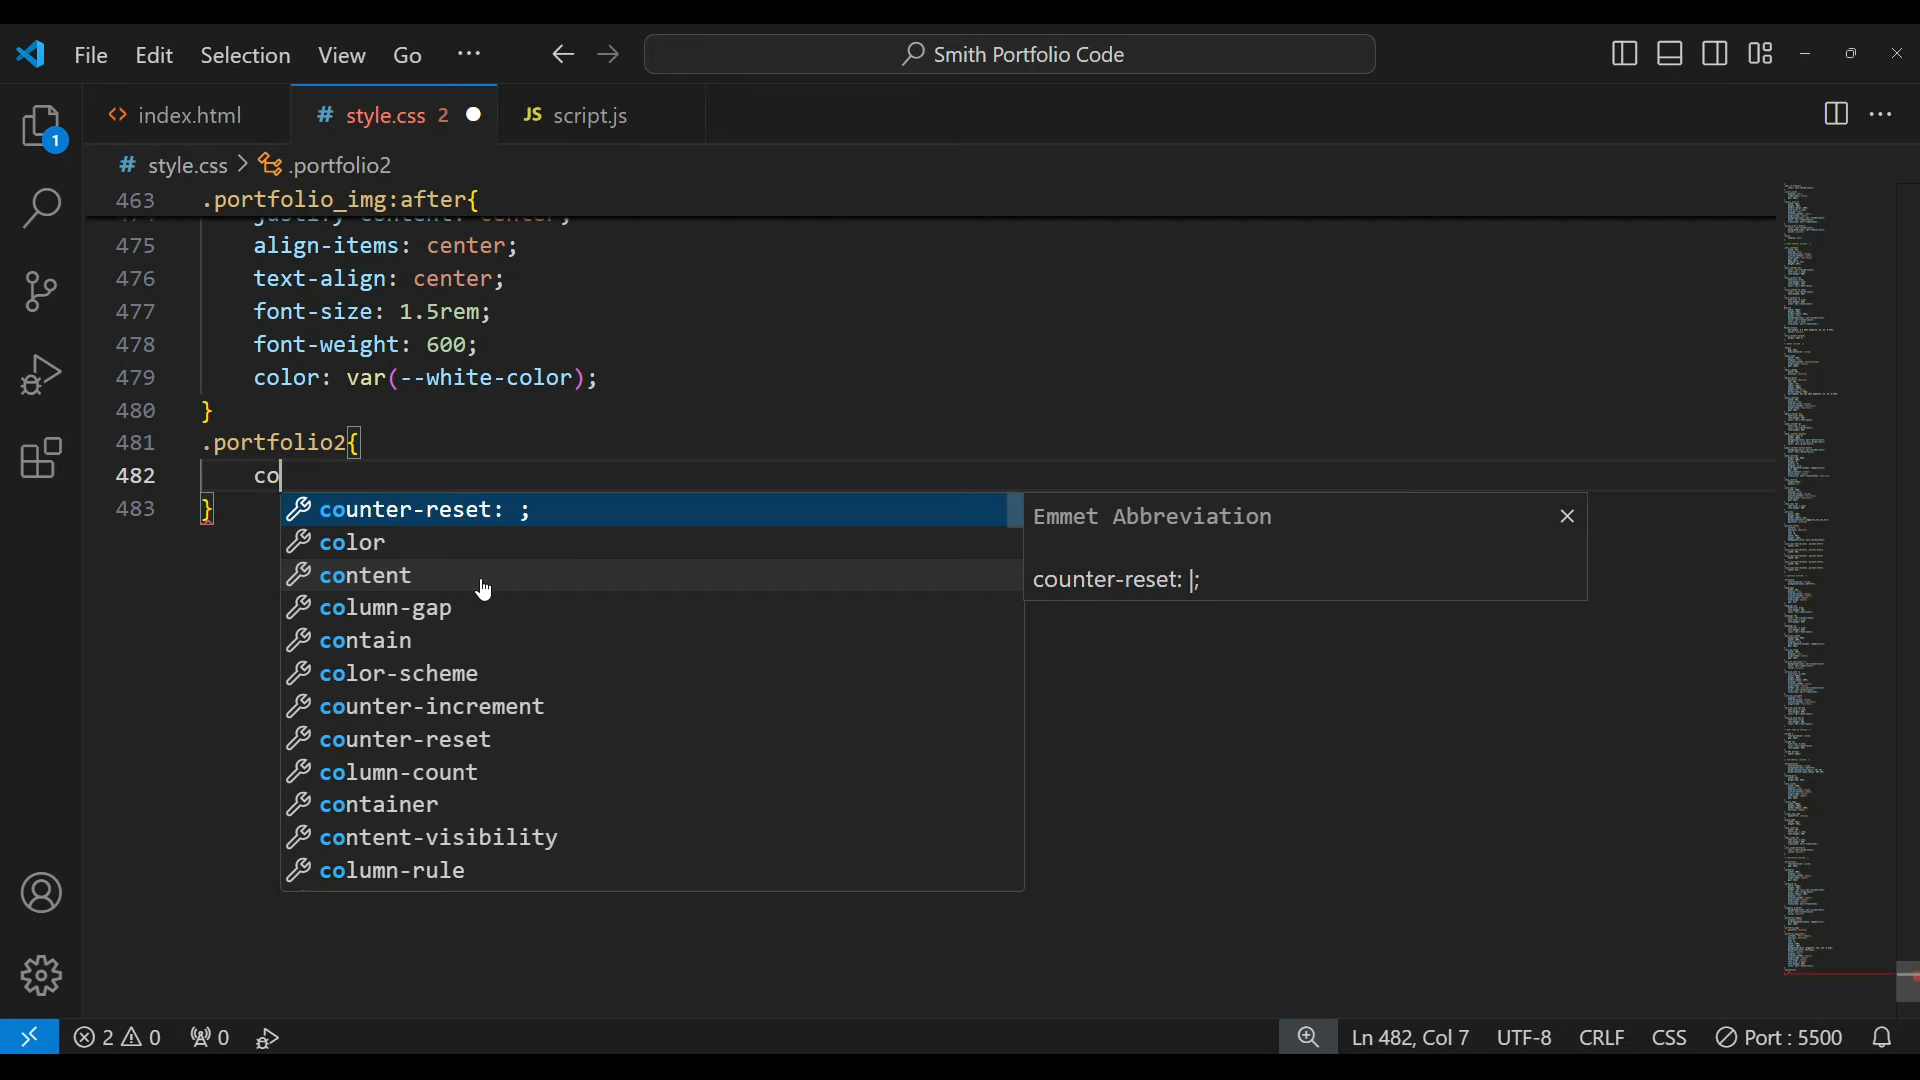 File Edit Selection View Go ··· Smith Portfolio Code
index.html # style.css 2 JS script.js ···
# style.css > .portfolio2
463 .portfolio_img:after{
justify-content: center;
475 align-items: center;
476 text-align: center;
477 font-size: 1.5rem;
478 font-weight: 600;
479 color: var(--white-color);
480 }
481 .portfolio2{
482 co
483 }
counter-reset: ;
color
content
column-gap
contain
color-scheme
counter-increment
counter-reset
column-count
container
content-visibility
column-rule
Emmet Abbreviation
counter-reset: |;
1
2 0 0 Ln 482, Col 7 UTF-8 CRLF CSS Port : 5500